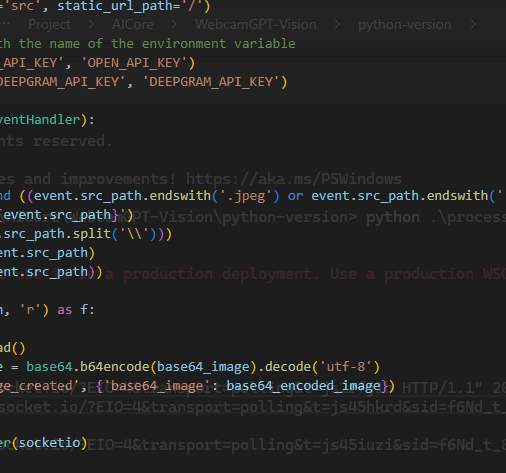 ='src', static_url_path='/')
Project > AICore > WebcamGPT-Vision > python-version >
th the name of the environment variable
_API_KEY', 'OPEN_API_KEY')
DEEPGRAM_API_KEY', 'DEEPGRAM_API_KEY')
ventHandler):
nts reserved.
es and improvements! https://aka.ms/PSWindows
nd ((event.src_path.endswith('.jpeg') or event.src_path.endswith('.
{event.src_path}')
GPT-Vision\python-version> python .\process
.src_path.split('\\')))
ent.src_path)
ent.src_path))
a production deployment. Use a production WSG
n, 'r') as f:
ad()
e = base64.b64encode(base64_image).decode('utf-8')
ge_created', {'base64_image': base64_encoded_image})
HTTP/1.1" 20
socket.io/?EIO=4&transport=polling&t=js45hkrd&sid=f6Nd_t_
er(socketio)
/?EIO=4&transport=polling&t=js45iuzi&sid=f6Nd_t_8